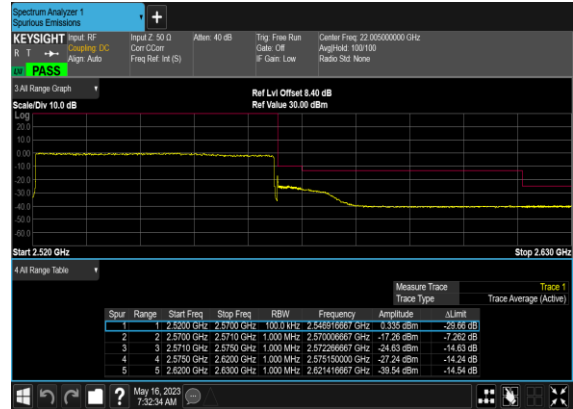 Spectrum Analyzer 1
Spurious Emissions
KEYSIGHT Input: RF Input Z: 50 Ω Atten: 40 dB Trig: Free Run Center Freq: 22.005000000 GHz
R T Coupling: DC Corr CCorr Gate: Off Avg|Hold: 100/100
Align: Auto Freq Ref: Int (S) IF Gain: Low Radio Std: None
PASS
3 All Range Graph
Ref Lvl Offset 8.40 dB
Scale/Div 10.0 dB Ref Value 30.00 dBm
Log
20.0
10.0
0.00
-10.0
-20.0
-30.0
-40.0
-50.0
-60.0
Start 2.520 GHz Stop 2.630 GHz
4 All Range Table
Measure Trace Trace 1
Trace Type Trace Average (Active)
Spur Range Start Freq Stop Freq RBW Frequency Amplitude ΔLimit
1 1 2.5200 GHz 2.5700 GHz 100.0 kHz 2.546916667 GHz 0.335 dBm -29.66 dB
2 2 2.5700 GHz 2.5710 GHz 1.000 MHz 2.570006667 GHz -17.26 dBm -7.262 dB
3 3 2.5710 GHz 2.5750 GHz 1.000 MHz 2.572266667 GHz -24.63 dBm -14.63 dB
4 4 2.5750 GHz 2.6200 GHz 1.000 MHz 2.575150000 GHz -27.24 dBm -14.24 dB
5 5 2.6200 GHz 2.6300 GHz 1.000 MHz 2.621416667 GHz -39.54 dBm -14.54 dB
?
May 16, 2023
7:32:34 AM